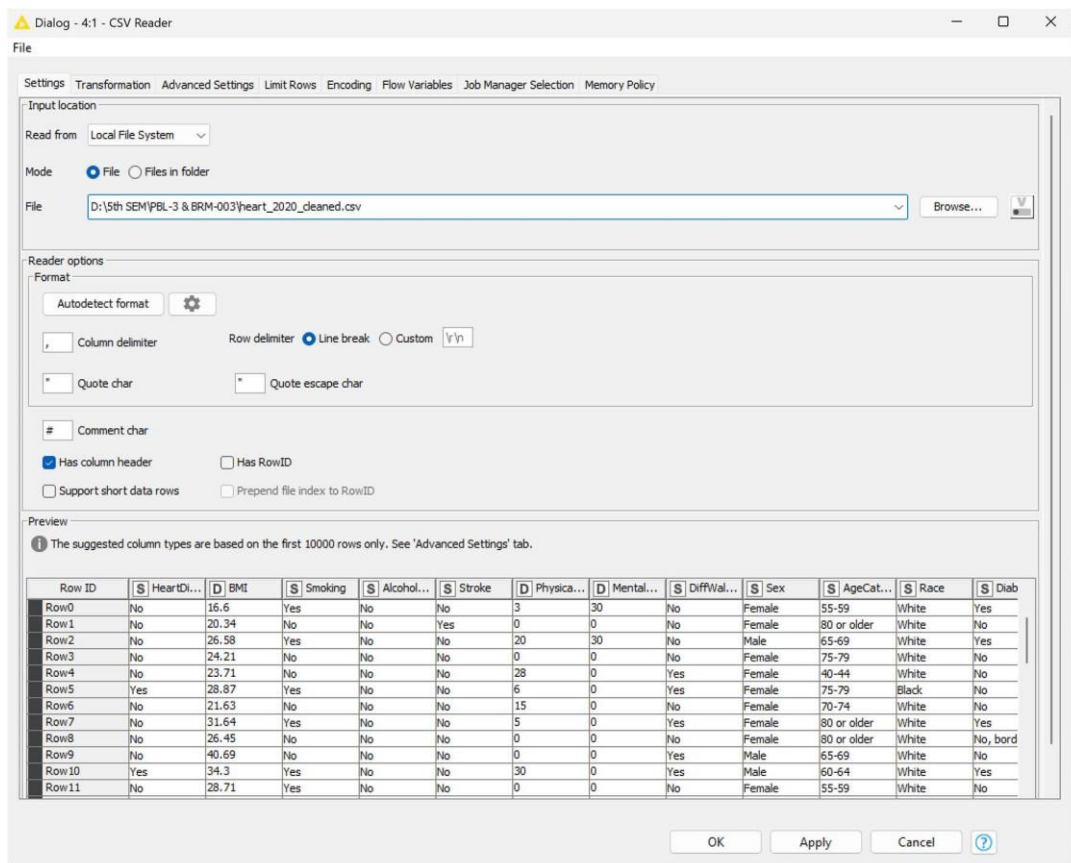 Dialog - 4:1 - CSV Reader
File
Settings Transformation Advanced Settings Limit Rows Encoding Flow Variables Job Manager Selection Memory Policy
Input location
Read from Local File System
Mode File Files in folder
File D:\5th SEM\PBL-3 & BRM-003\heart_2020_cleaned.csv Browse... V
Reader options
Format
Autodetect format
, Column delimiter Row delimiter Line break Custom \r\n
" Quote char " Quote escape char
# Comment char
Has column header Has RowID
Support short data rows Prepend file index to RowID
Preview
The suggested column types are based on the first 10000 rows only. See 'Advanced Settings' tab.
Row ID S HeartDi... D BMI S Smoking S Alcohol... S Stroke D Physica... D Mental... S DiffWal... S Sex S AgeCat... S Race S Diab
Row0 No 16.6 Yes No No 3 30 No Female 55-59 White Yes
Row1 No 20.34 No No Yes 0 0 No Female 80 or older White No
Row2 No 26.58 Yes No No 20 30 No Male 65-69 White Yes
Row3 No 24.21 No No No 0 0 No Female 75-79 White No
Row4 No 23.71 No No No 28 0 Yes Female 40-44 White No
Row5 Yes 28.87 Yes No No 6 0 Yes Female 75-79 Black No
Row6 No 21.63 No No No 15 0 No Female 70-74 White No
Row7 No 31.64 Yes No No 5 0 Yes Female 80 or older White Yes
Row8 No 26.45 No No No 0 0 No Female 80 or older White No, bord
Row9 No 40.69 No No No 0 0 Yes Male 65-69 White No
Row10 Yes 34.3 Yes No No 30 0 Yes Male 60-64 White Yes
Row11 No 28.71 Yes No No 0 0 No Female 55-59 White No
OK Apply Cancel ?